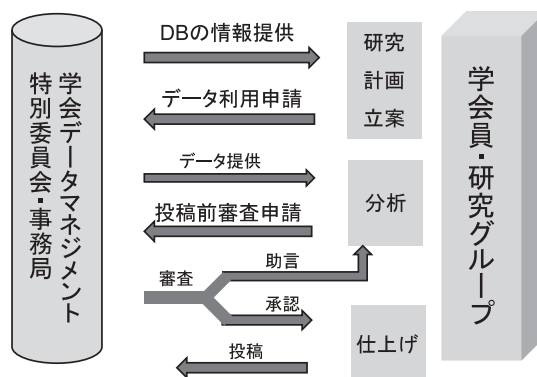 学会データマネジメント
特別委員会・事務局
DBの情報提供
データ利用申請
データ提供
投稿前審査申請
審査
助言
承認
投稿
研究
計画
立案
分析
仕上げ
学会員・研究グループ